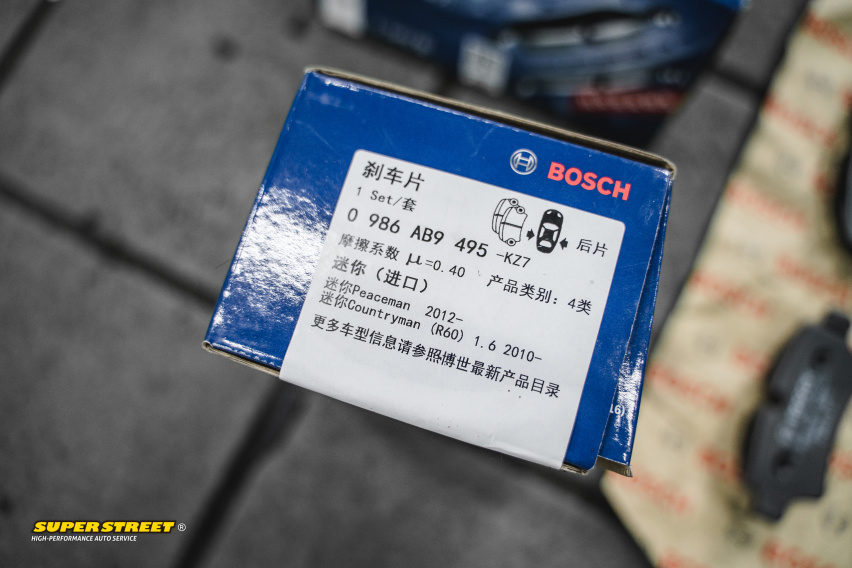 BOSCH
刹车片
1 Set/套
0 986 AB9 495 -KZ7
后片
摩擦系数 μ=0.40 产品类别: 4类
迷你（进口）
迷你Peaceman 2012-
迷你Countryman (R60) 1.6 2010-
更多车型信息请参照博世最新产品目录
16)
SUPER STREET ®
HIGH-PERFORMANCE AUTO SERVICE